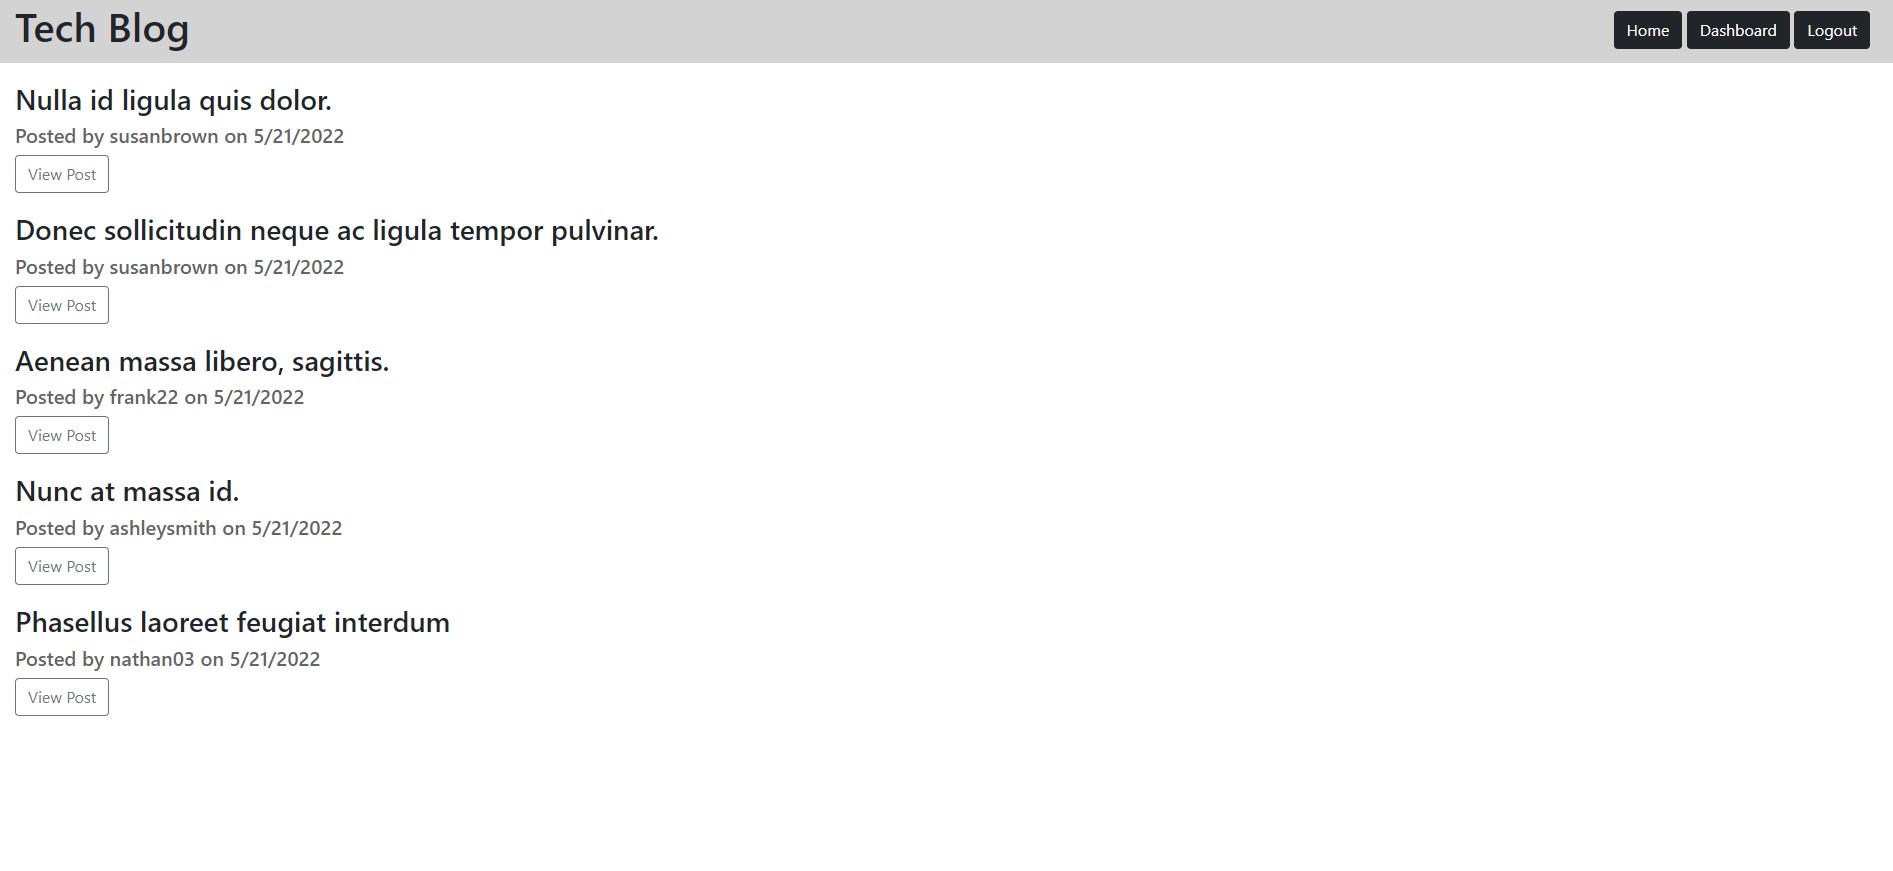 Tech Blog
Home Dashboard Logout
Nulla id ligula quis dolor.
Posted by susanbrown on 5/21/2022
View Post
Donec sollicitudin neque ac ligula tempor pulvinar.
Posted by susanbrown on 5/21/2022
View Post
Aenean massa libero, sagittis.
Posted by frank22 on 5/21/2022
View Post
Nunc at massa id.
Posted by ashleysmith on 5/21/2022
View Post
Phasellus laoreet feugiat interdum
Posted by nathan03 on 5/21/2022
View Post